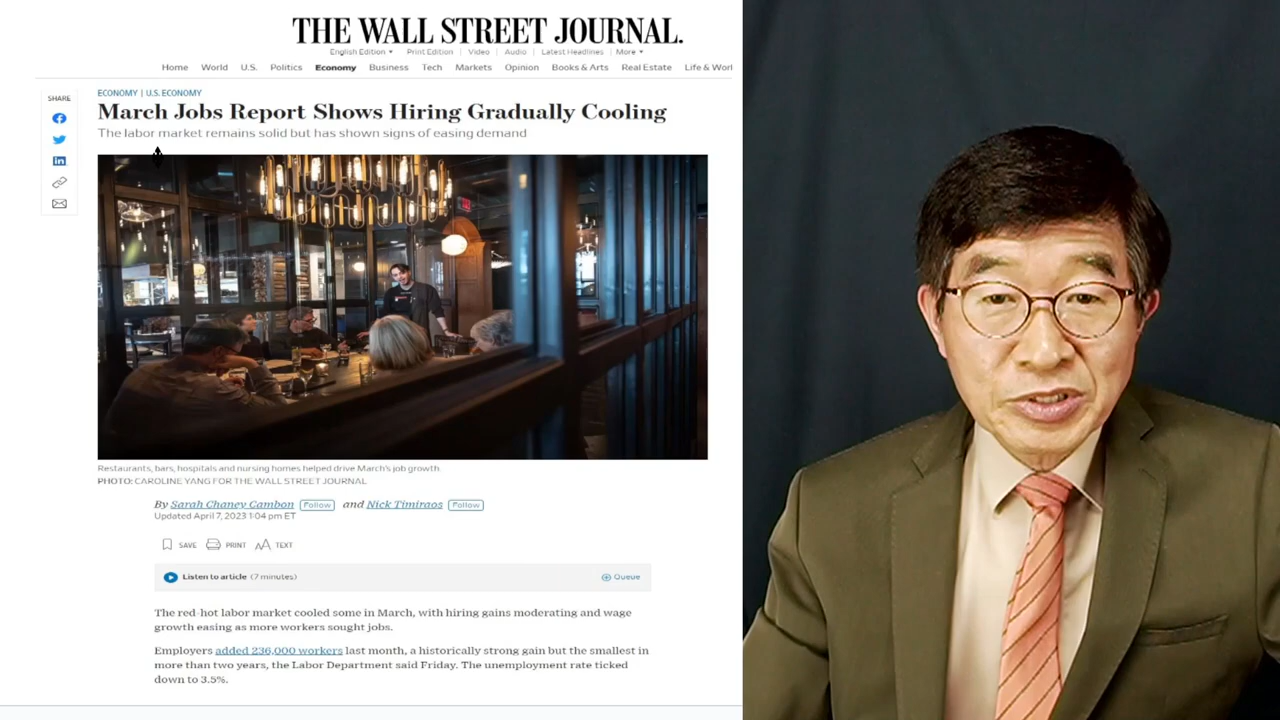 THE WALL STREET JOURNAL.
English Edition Print Edition Video Audio Latest Headlines More
Home World U.S. Politics Economy Business Tech Markets Opinion Books & Arts Real Estate Life & Worl
SHARE
ECONOMY | U.S. ECONOMY
March Jobs Report Shows Hiring Gradually Cooling
The labor market remains solid but has shown signs of easing demand
Restaurants, bars, hospitals and nursing homes helped drive March's job growth.
PHOTO: CAROLINE YANG FOR THE WALL STREET JOURNAL
By Sarah Chaney Cambon Follow and Nick Timiraos Follow
Updated April 7, 2023 1:04 pm ET
SAVE PRINT AA TEXT
Listen to article (7 minutes) Queue
The red-hot labor market cooled some in March, with hiring gains moderating and wage
growth easing as more workers sought jobs.
Employers added 236,000 workers last month, a historically strong gain but the smallest in
more than two years, the Labor Department said Friday. The unemployment rate ticked
down to 3.5%.